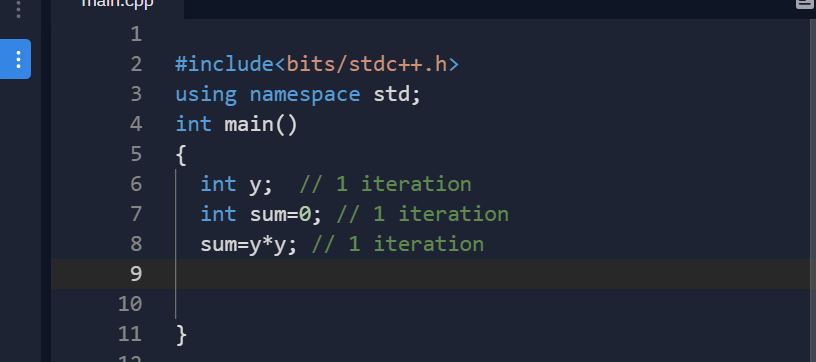 main.cpp
1
2 #include<bits/stdc++.h>
3 using namespace std;
4 int main()
5 {
6 int y;  // 1 iteration
7 int sum=0; // 1 iteration
8 sum=y*y; // 1 iteration
9
10
11 }
12